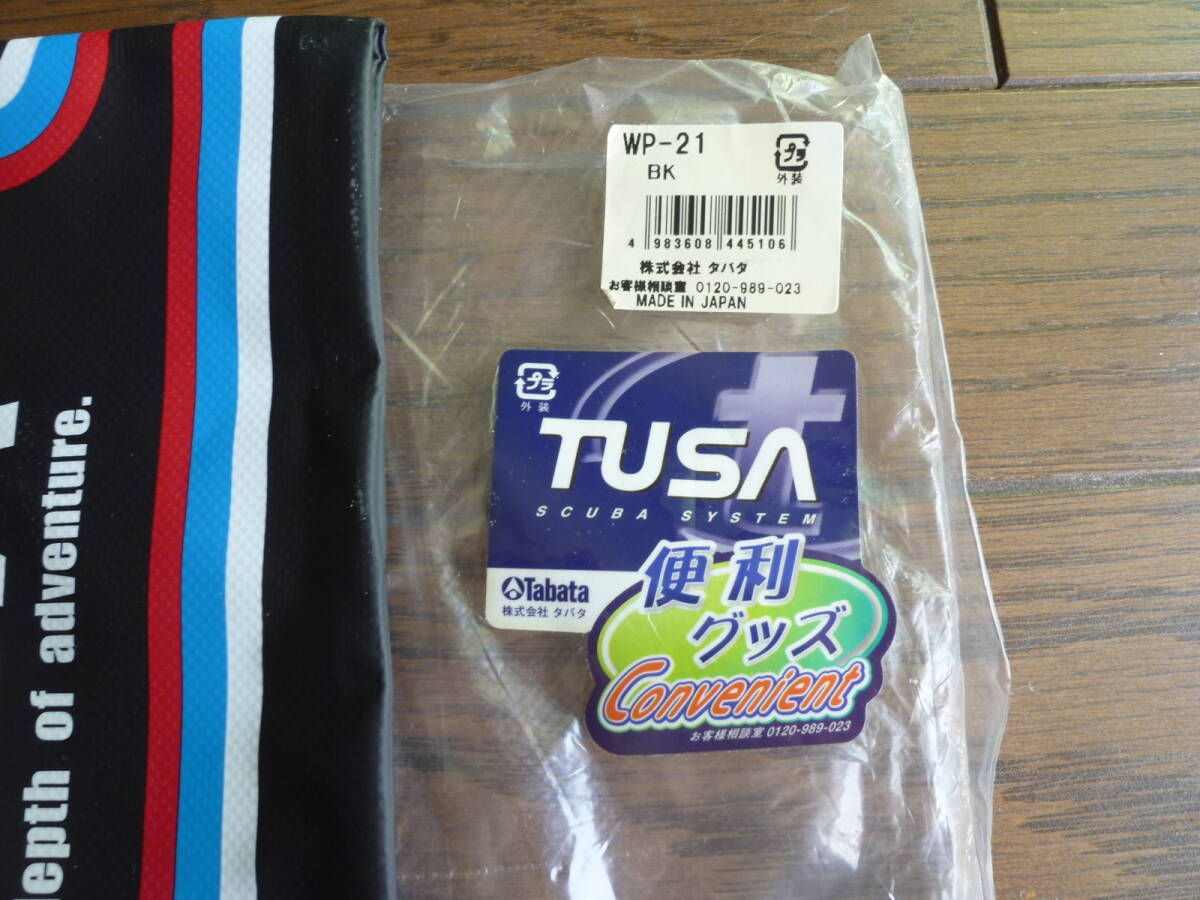 WP-21
BK
プラ
外装
4 983608 445106
株式会社 タバタ
お客様相談室 0120-989-023
MADE IN JAPAN
プラ
外装
TUSA
SCUBA SYSTEM
Tabata
株式会社 タバタ
便利
グッズ
Convenient
お客様相談室 0120-989-023
of adventure.